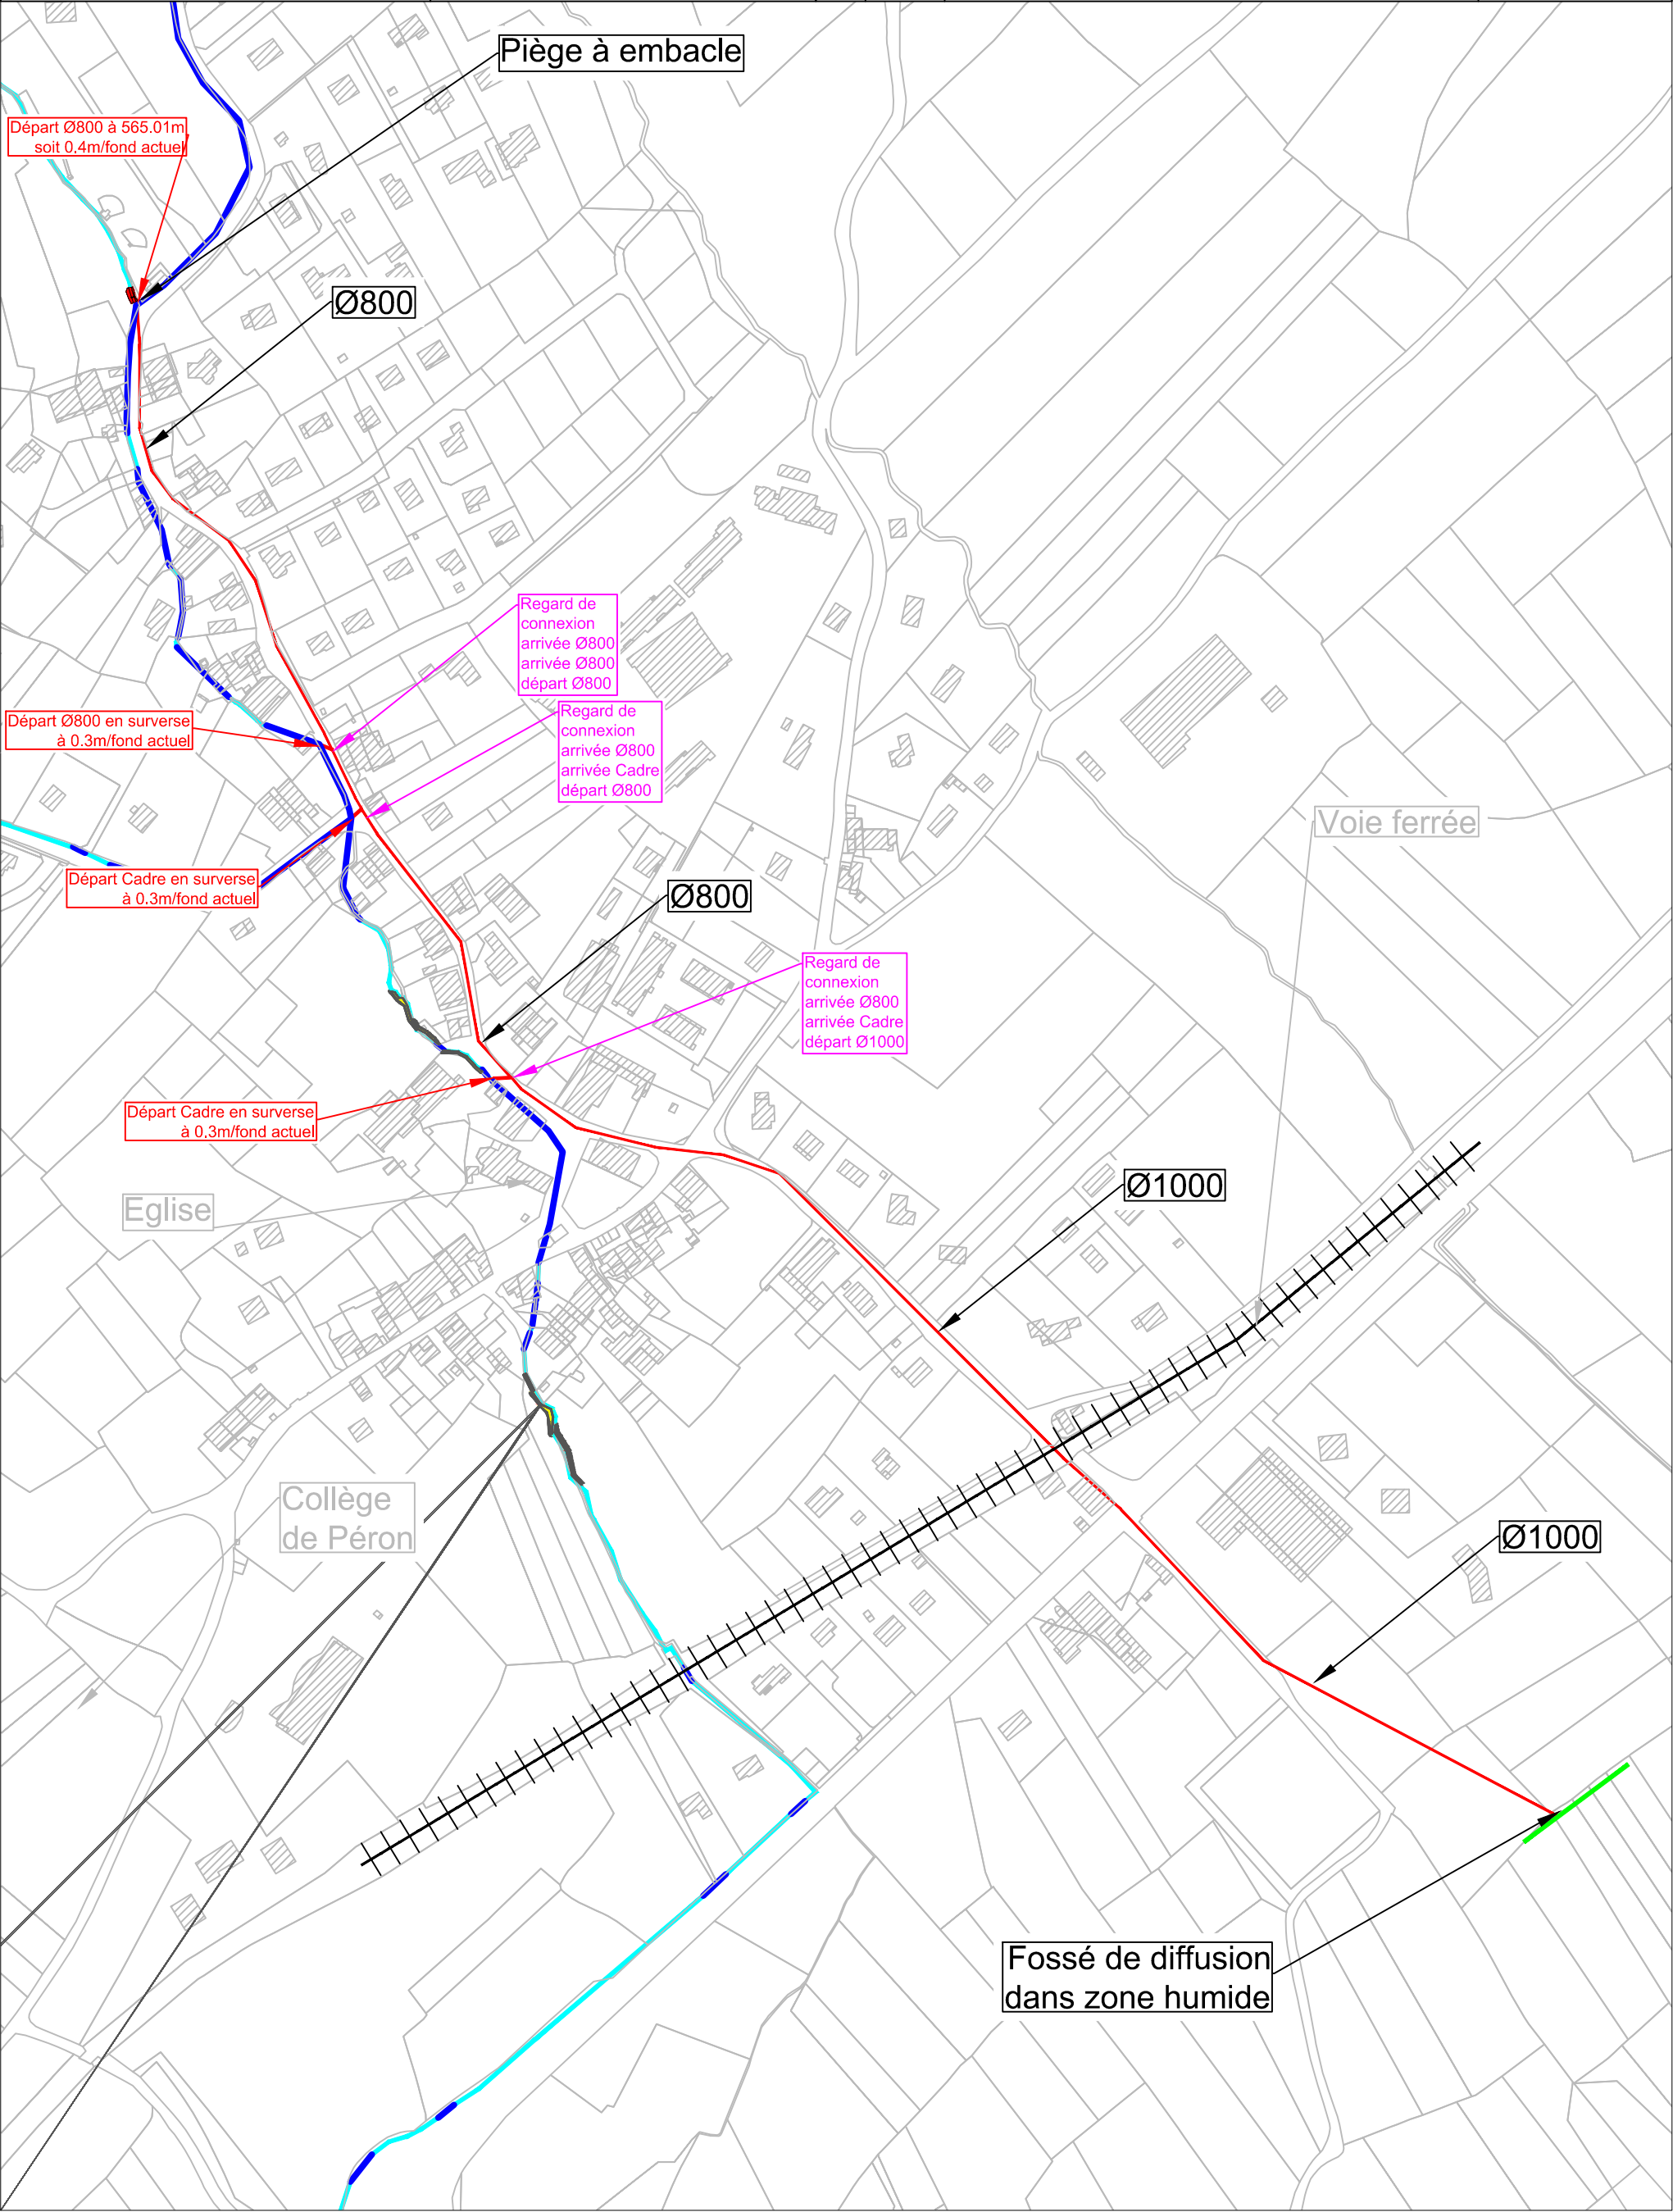 Piège à embacle
Départ Ø800 à 565.01m
soit 0.4m/fond actuel
Ø800
Regard de
connexion
arrivée Ø800
arrivée Ø800
départ Ø800
Regard de
connexion
arrivée Ø800
arrivée Cadre
départ Ø800
Départ Ø800 en surverse
à 0.3m/fond actuel
Voie ferrée
Départ Cadre en surverse
à 0.3m/fond actuel
Ø800
Regard de
connexion
arrivée Ø800
arrivée Cadre
départ Ø1000
Départ Cadre en surverse
à 0.3m/fond actuel
Ø1000
Eglise
Collège
de Péron
Ø1000
Fossé de diffusion
dans zone humide